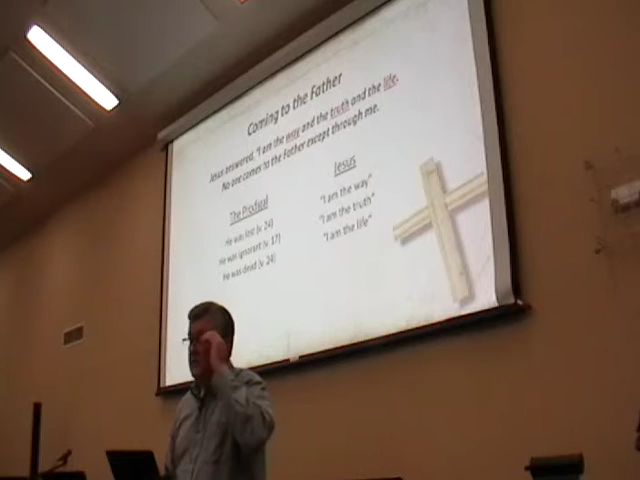 Coming to the Father
Jesus answered, "I am the way and the truth and the life.
No one comes to the Father except through me.
The Prodigal
He was lost (v. 24)
He was ignorant (v. 17)
He was dead (v. 24)
Jesus
"I am the way"
"I am the truth"
"I am the life"